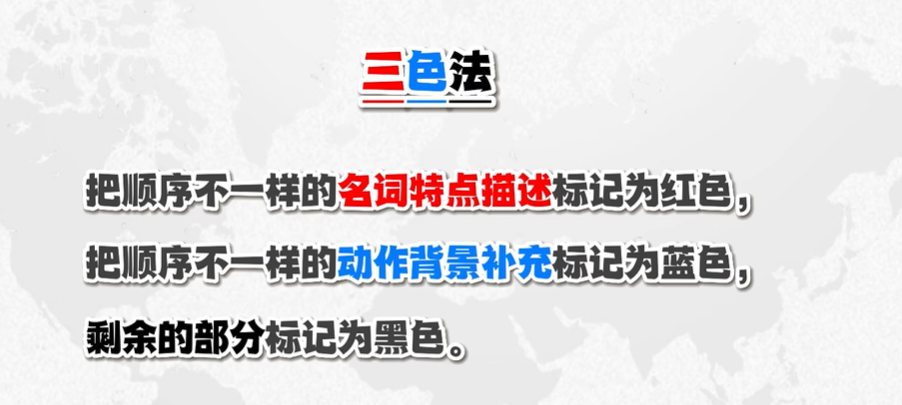 三色法
把顺序不一样的名词特点描述标记为红色，
把顺序不一样的动作背景补充标记为蓝色，
剩余的部分标记为黑色。